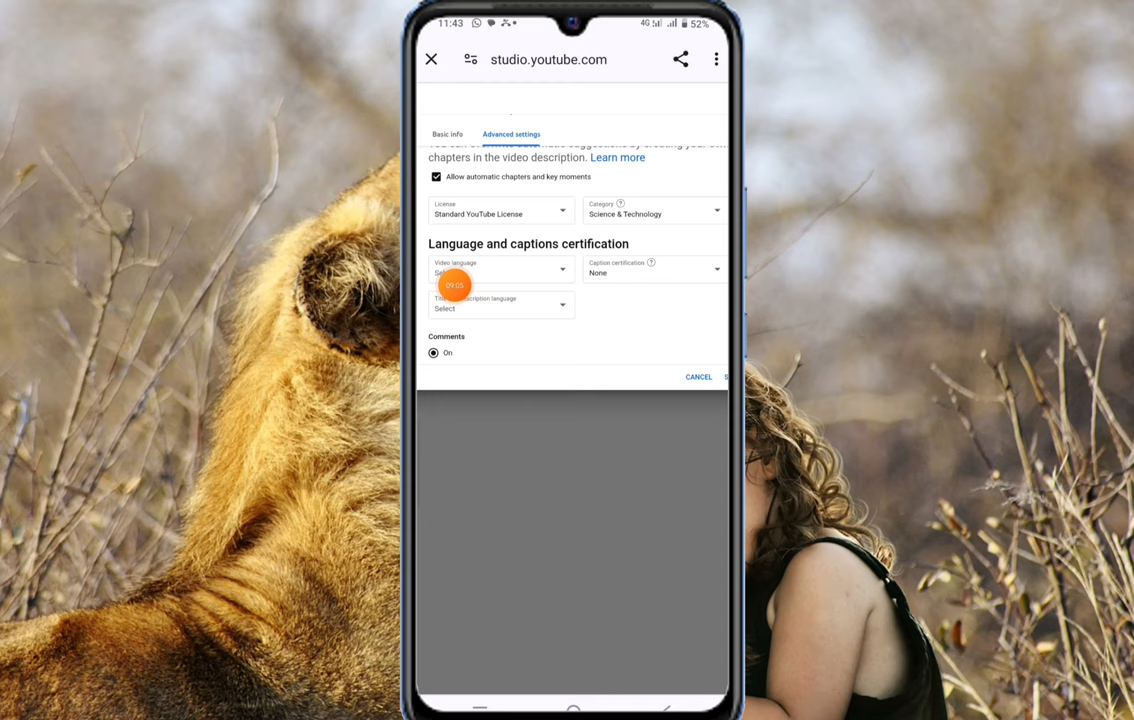 11:43
4G 52%
studio.youtube.com
Basic info Advanced settings
chapters in the video description. Learn more
Allow automatic chapters and key moments
License
Standard YouTube License
Category
Science & Technology
Language and captions certification
Video language
Caption certification
None
09:05
language
Select
Comments
On
CANCEL